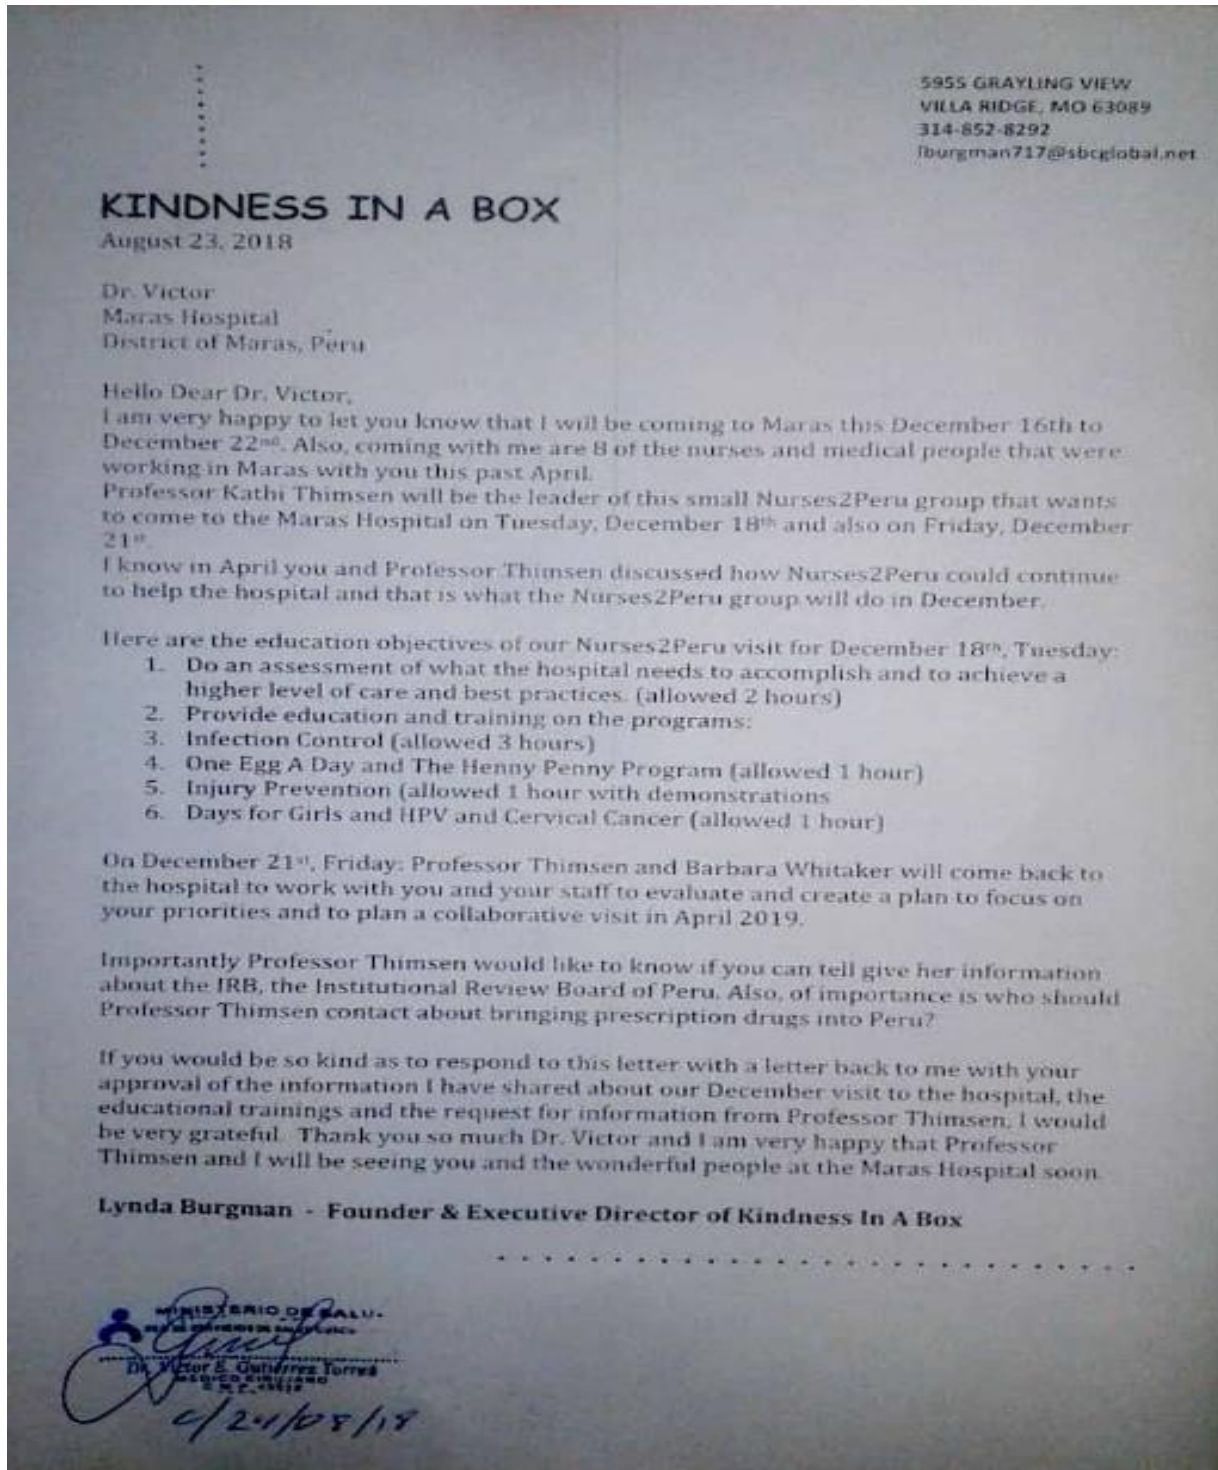 5955 GRAYLING VIEW
VILLA RIDGE, MO 63089
314-852-8292
lburgman717@sbcglobal.net
KINDNESS IN A BOX
August 23, 2018
Dr. Victor
Maras Hospital
District of Maras, Peru
Hello Dear Dr. Victor,
I am very happy to let you know that I will be coming to Maras this December 16th to
December 22nd. Also, coming with me are 8 of the nurses and medical people that were
working in Maras with you this past April.
Professor Kathi Thimsen will be the leader of this small Nurses2Peru group that wants
to come to the Maras Hospital on Tuesday, December 18th and also on Friday, December
21st.
I know in April you and Professor Thimsen discussed how Nurses2Peru could continue
to help the hospital and that is what the Nurses2Peru group will do in December.
Here are the education objectives of our Nurses2Peru visit for December 18th, Tuesday:
1. Do an assessment of what the hospital needs to accomplish and to achieve a
higher level of care and best practices. (allowed 2 hours)
2. Provide education and training on the programs:
3. Infection Control (allowed 3 hours)
4. One Egg A Day and The Henny Penny Program (allowed 1 hour)
5. Injury Prevention (allowed 1 hour with demonstrations
6. Days for Girls and HPV and Cervical Cancer (allowed 1 hour)
On December 21st, Friday: Professor Thimsen and Barbara Whitaker will come back to
the hospital to work with you and your staff to evaluate and create a plan to focus on
your priorities and to plan a collaborative visit in April 2019.
Importantly Professor Thimsen would like to know if you can tell give her information
about the IRB, the Institutional Review Board of Peru. Also, of importance is who should
Professor Thimsen contact about bringing prescription drugs into Peru?
If you would be so kind as to respond to this letter with a letter back to me with your
approval of the information I have shared about our December visit to the hospital, the
educational trainings and the request for information from Professor Thimsen, I would
be very grateful. Thank you so much Dr. Victor and I am very happy that Professor
Thimsen and I will be seeing you and the wonderful people at the Maras Hospital soon.
Lynda Burgman - Founder & Executive Director of Kindness In A Box
MINISTERIO DE SALU
Dr. Victor E. Gutierrez Torres
MEDICO CIRUJANO
24/08/18